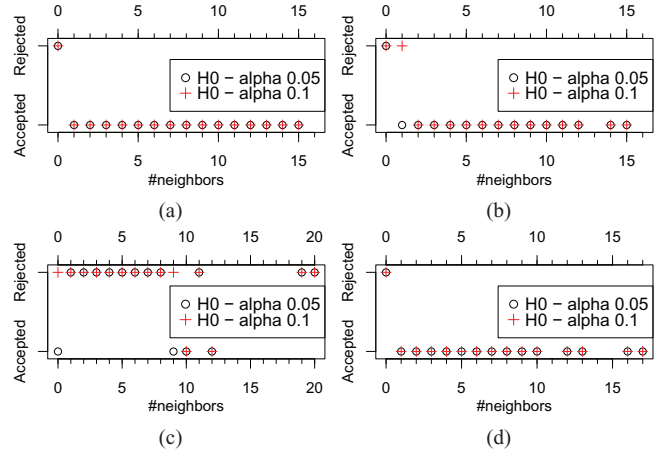 0 5 10 15
Rejected
Accepted
H0 − alpha 0.05
H0 − alpha 0.1
0 5 10 15
#neighbors
(a)
0 5 10 15
Rejected
Accepted
H0 − alpha 0.05
H0 − alpha 0.1
0 5 10 15
#neighbors
(b)
0 5 10 15 20
Rejected
Accepted
H0 − alpha 0.05
H0 − alpha 0.1
0 5 10 15 20
#neighbors
(c)
0 5 10 15
Rejected
Accepted
H0 − alpha 0.05
H0 − alpha 0.1
0 5 10 15
#neighbors
(d)